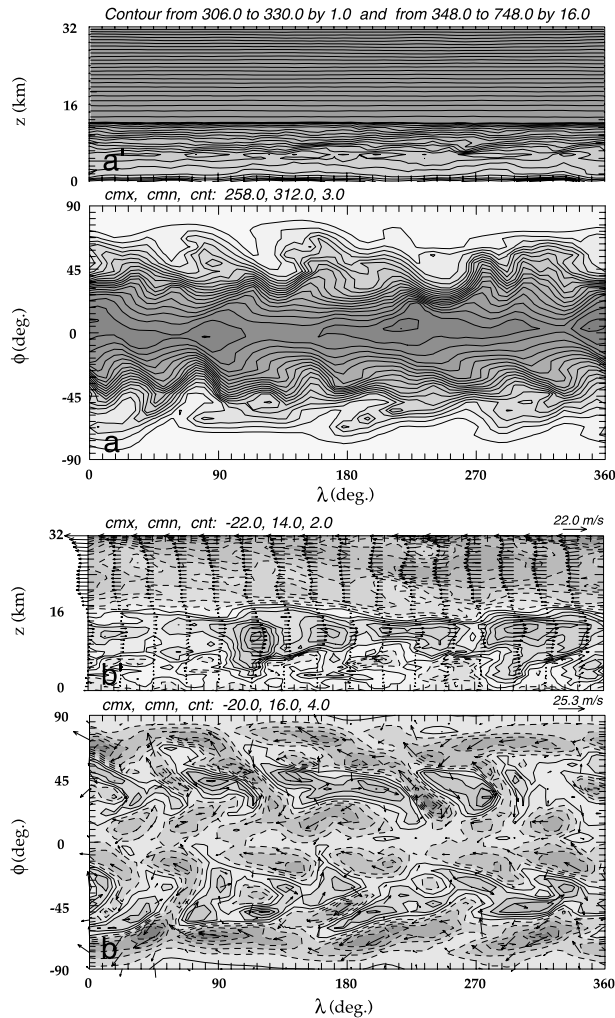 Contour from 306.0 to 330.0 by 1.0 and from 348.0 to 748.0 by 16.0
32
z (km)
16
a'
0
cmx, cmn, cnt: 258.0, 312.0, 3.0
90
45
ϕ(deg.)
0
-45
a
-90
0 90 180 270 360
λ(deg.)
cmx, cmn, cnt: -22.0, 14.0, 2.0
22.0 m/s
32
z (km)
16
b'
0
cmx, cmn, cnt: -20.0, 16.0, 4.0
25.3 m/s
90
45
ϕ(deg.)
0
-45
b
-90
0 90 180 270 360
λ(deg.)